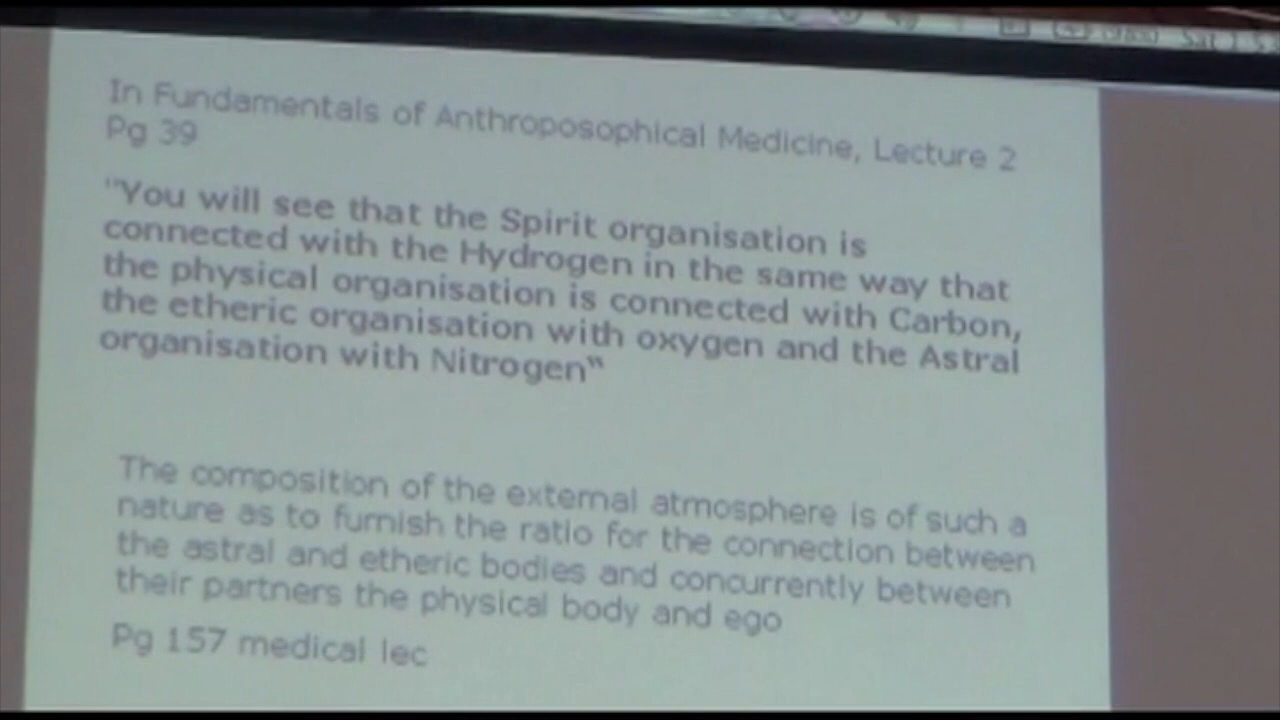 In Fundamentals of Anthroposophical Medicine, Lecture 2
Pg 39
"You will see that the Spirit organisation is
connected with the Hydrogen in the same way that
the physical organisation is connected with Carbon,
the etheric organisation with oxygen and the Astral
organisation with Nitrogen"
The composition of the external atmosphere is of such a
nature as to furnish the ratio for the connection between
the astral and etheric bodies and concurrently between
their partners the physical body and ego
Pg 157 medical lec
Sat